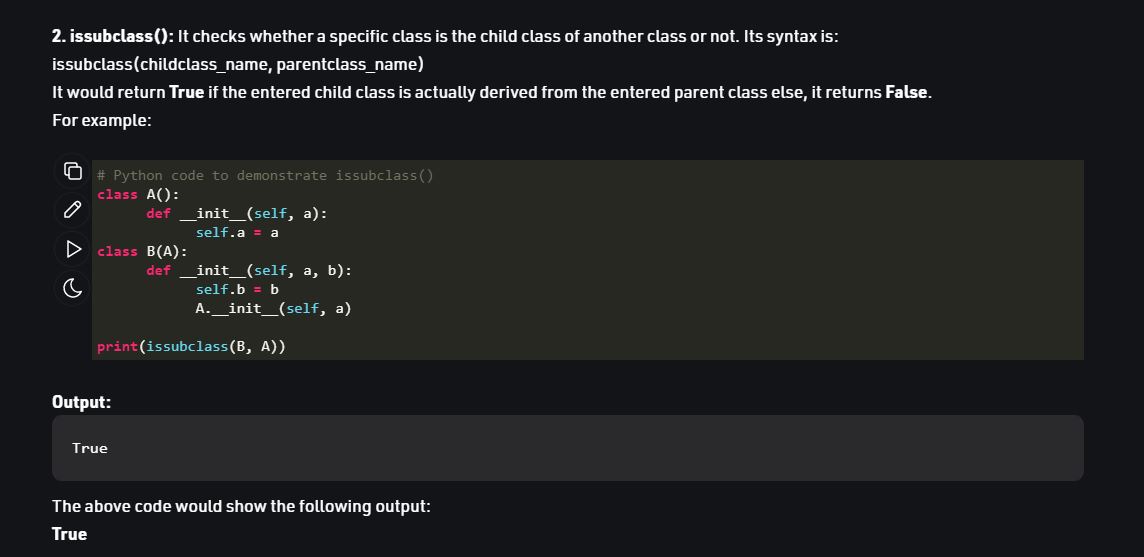 2. issubclass(): It checks whether a specific class is the child class of another class or not. Its syntax is:
issubclass(childclass_name, parentclass_name)
It would return True if the entered child class is actually derived from the entered parent class else, it returns False.
For example:
# Python code to demonstrate issubclass()
class A():
      def __init__(self, a):
            self.a = a
class B(A):
      def __init__(self, a, b):
            self.b = b
            A.__init__(self, a)
print(issubclass(B, A))
Output:
True
The above code would show the following output:
True